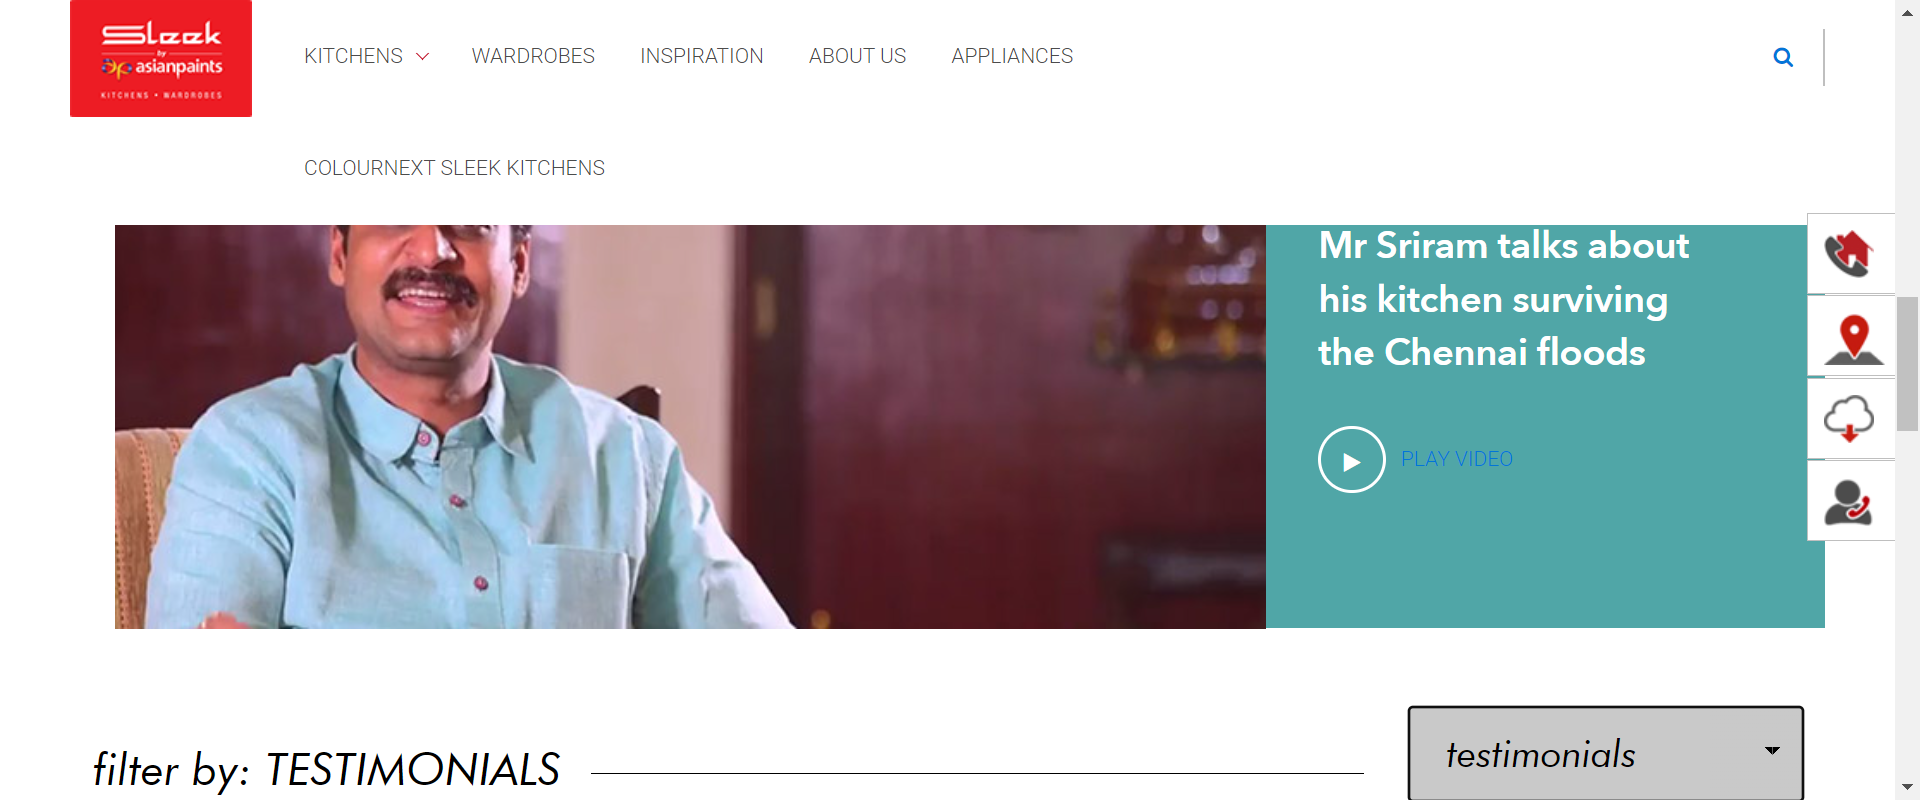 Sleek
by
asianpaints
KITCHENS • WARDROBES
KITCHENS
WARDROBES
INSPIRATION
ABOUT US
APPLIANCES
COLOURNEXT SLEEK KITCHENS
Mr Sriram talks about
his kitchen surviving
the Chennai floods
PLAY VIDEO
filter by: TESTIMONIALS
testimonials